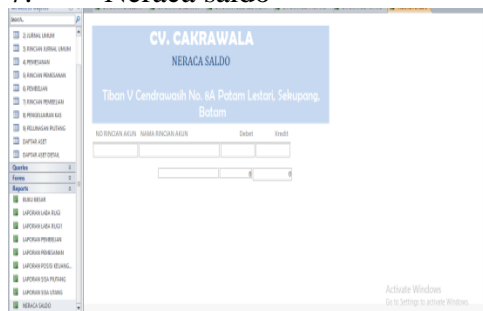 7. Neraca saldo
Search..
2.JURNAL UMUM
3.RINCIAN JURNAL UMUM
4.PEMESANAN
5.RINCIAN PEMESANAN
6.PEMBELIAN
7.RINCIAN PEMBELIAN
8.PENGELUARAN KAS
9.PELUNASAN PIUTANG
DAFTAR ASET
DAFTAR ASET DETAIL
Queries
Forms
Reports
BUKU BESAR
LAPORAN LABA RUGI
LAPORAN LABA RUGI1
LAPORAN PEMBELIAN
LAPORAN PEMESANAN
LAPORAN POSISI KEUANG...
LAPORAN SISA PIUTANG
LAPORAN SISA UTANG
NERACA SALDO
CV. CAKRAWALA
NERACA SALDO
Tiban V Cendrawasih No. 8A Patam Lestari, Sekupang,
Batam
NO RINCIAN AKUN NAMA RINCIAN AKUN Debet Kredit
0 0
Activate Windows
Go to Settings to activate Windows.